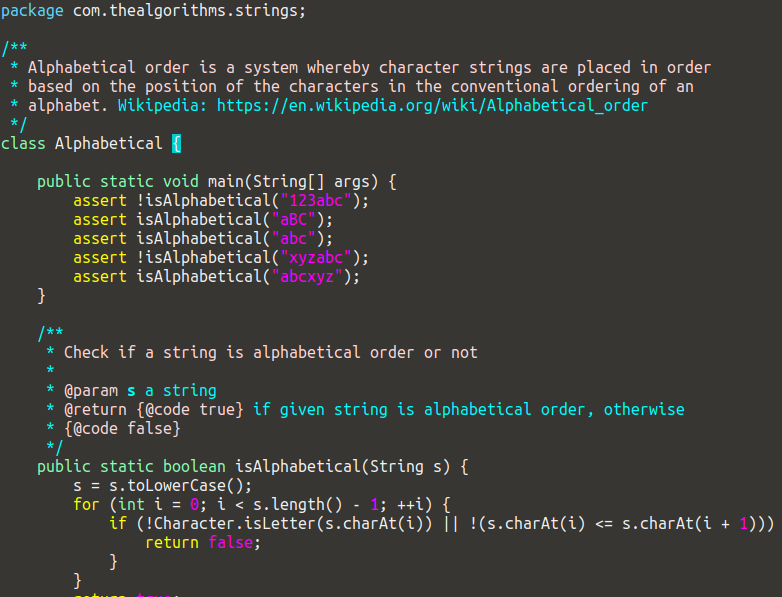 package com.thealgorithms.strings;

/**
 * Alphabetical order is a system whereby character strings are placed in order
 * based on the position of the characters in the conventional ordering of an
 * alphabet. Wikipedia: https://en.wikipedia.org/wiki/Alphabetical_order
 */
class Alphabetical {

    public static void main(String[] args) {
        assert !isAlphabetical("123abc");
        assert isAlphabetical("aBC");
        assert isAlphabetical("abc");
        assert !isAlphabetical("xyzabc");
        assert isAlphabetical("abcxyz");
    }

    /**
     * Check if a string is alphabetical order or not
     *
     * @param s a string
     * @return {@code true} if given string is alphabetical order, otherwise
     * {@code false}
     */
    public static boolean isAlphabetical(String s) {
        s = s.toLowerCase();
        for (int i = 0; i < s.length() - 1; ++i) {
            if (!Character.isLetter(s.charAt(i)) || !(s.charAt(i) <= s.charAt(i + 1)))
                return false;
            }
        }
        return true;